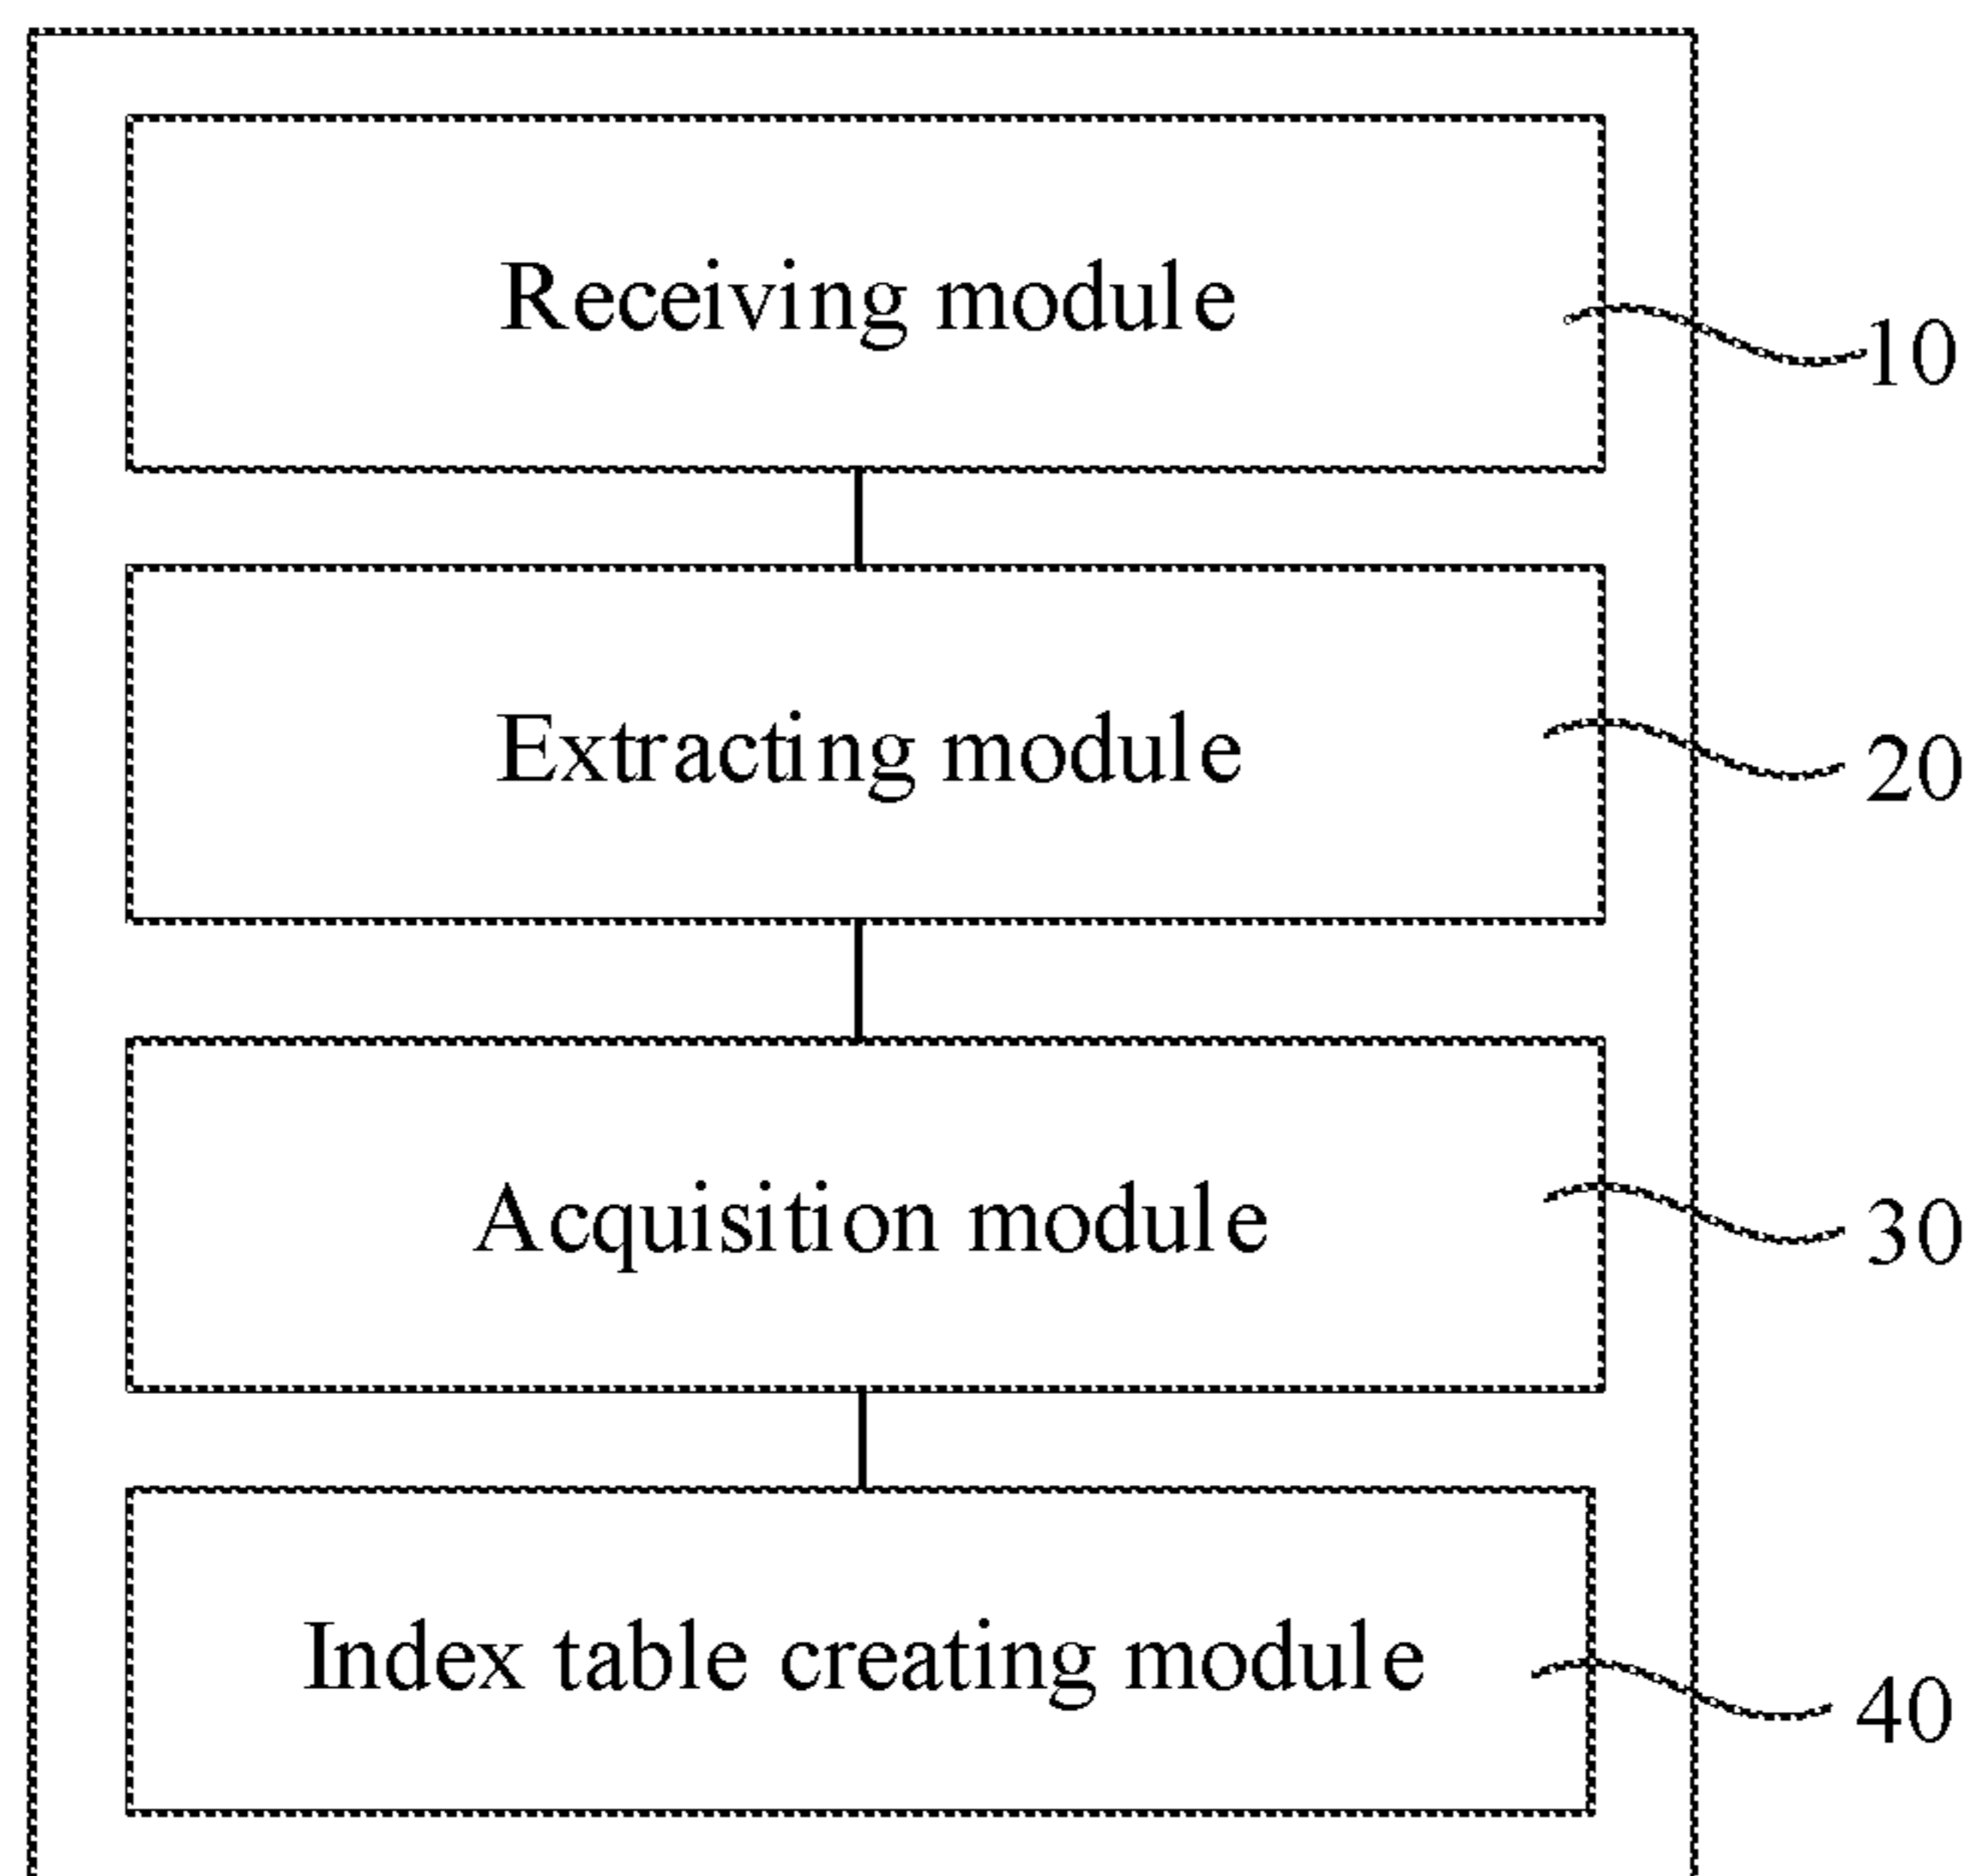 Receiving module
10
Extracting module
20
Acquisition module
30
Index table creating module
40